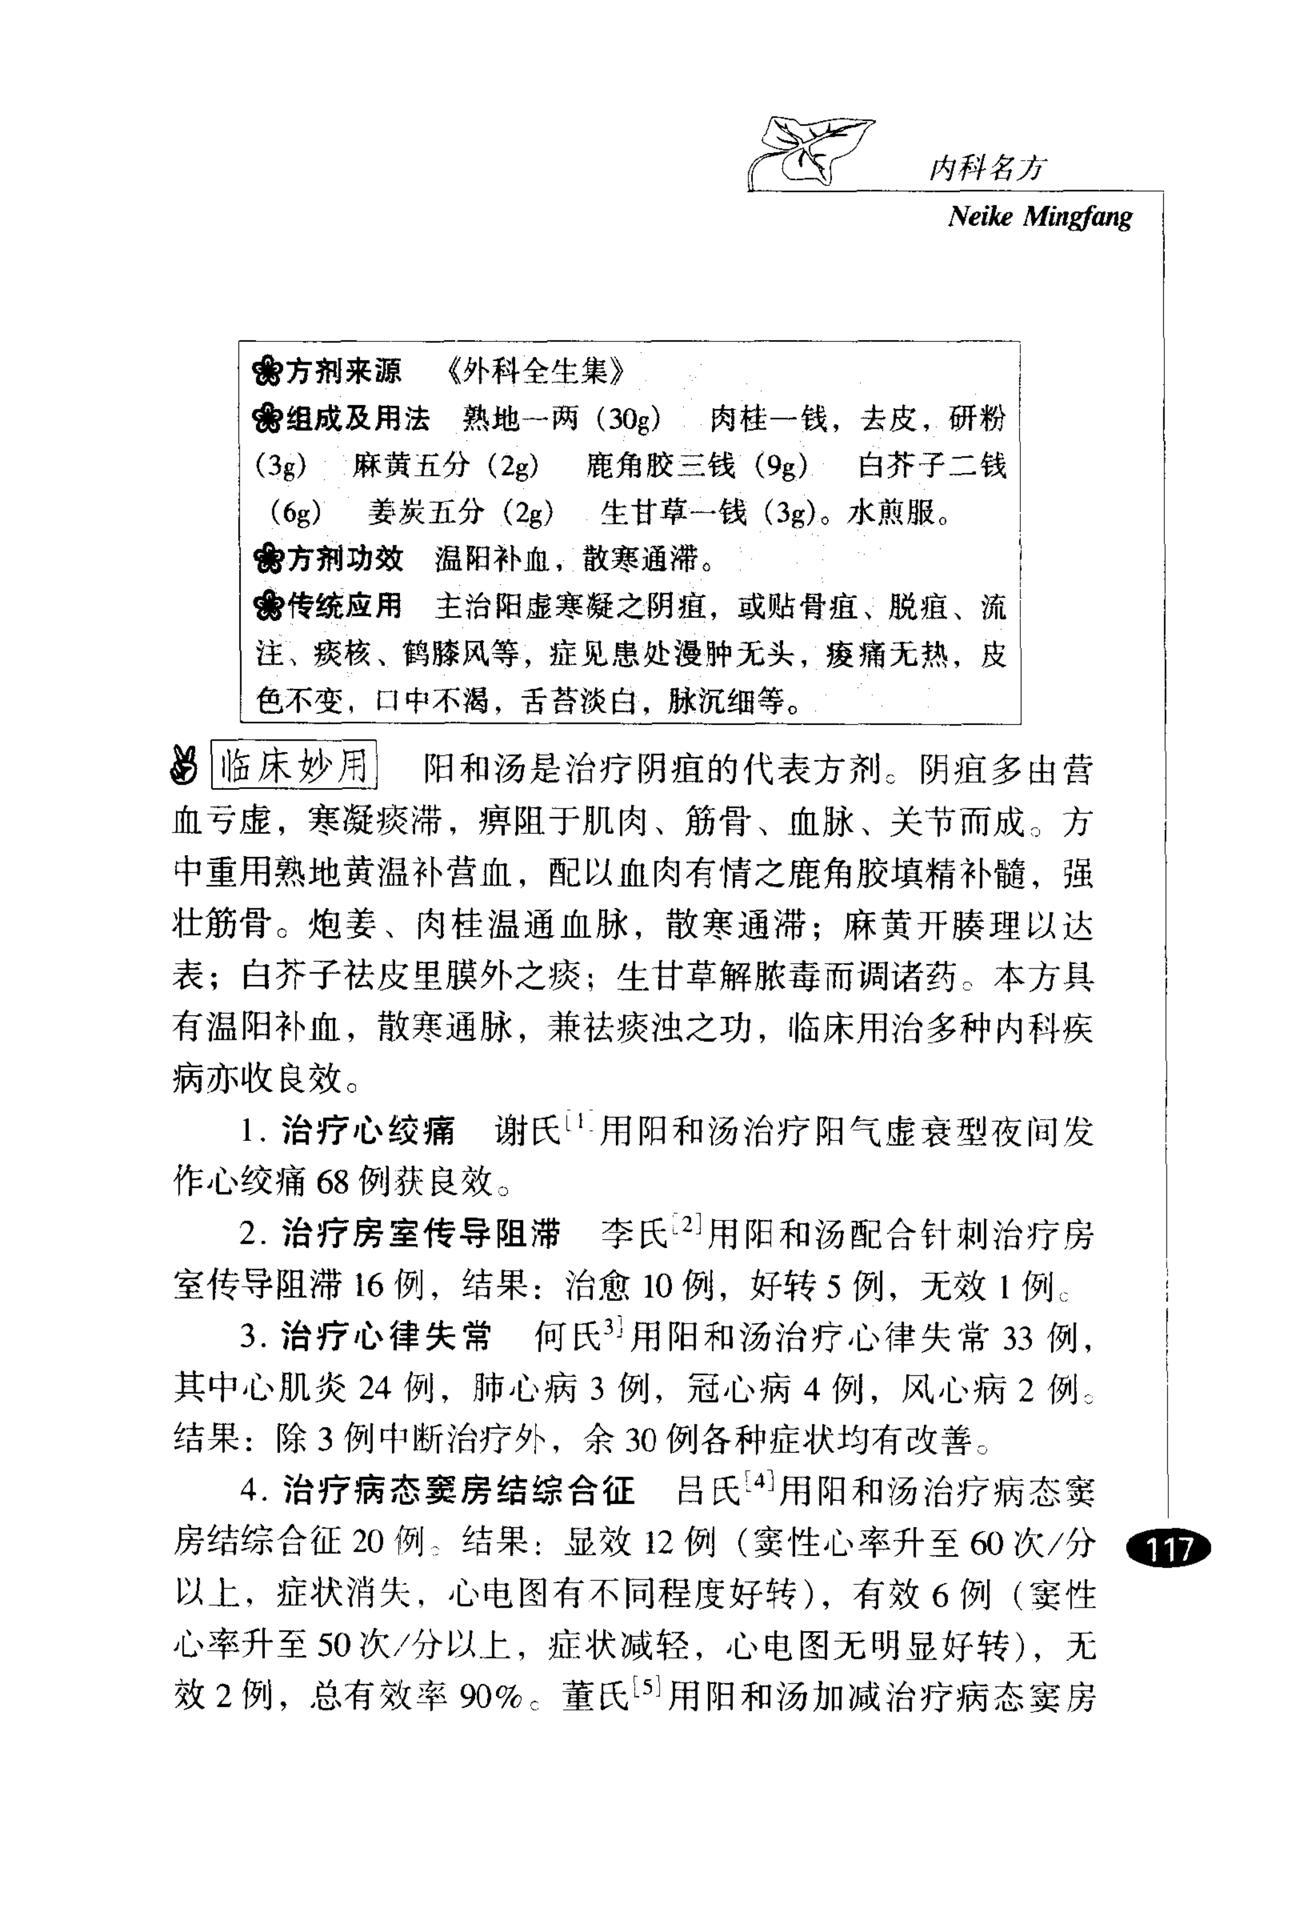 内科名方
Neike Mingfang
方剂来源 《外科全生集》
组成及用法 熟地一两（30g） 肉桂一钱，去皮，研粉
（3g） 麻黄五分（2g） 鹿角胶三钱（9g） 白芥子二钱
（6g） 姜炭五分（2g） 生甘草一钱（3g）。水煎服。
方剂功效 温阳补血，散寒通滞。
传统应用 主治阳虚寒凝之阴疽，或贴骨疽、脱疽、流
注、痰核、鹤膝风等，症见患处漫肿无头，痠痛无热，皮
色不变，口中不渴，舌苔淡白，脉沉细等。
临床妙用 阳和汤是治疗阴疽的代表方剂。阴疽多由营
血亏虚，寒凝痰滞，痹阻于肌肉、筋骨、血脉、关节而成。方
中重用熟地黄温补营血，配以血肉有情之鹿角胶填精补髓，强
壮筋骨。炮姜、肉桂温通血脉，散寒通滞；麻黄开腠理以达
表；白芥子祛皮里膜外之痰；生甘草解脓毒而调诸药。本方具
有温阳补血，散寒通脉，兼祛痰浊之功，临床用治多种内科疾
病亦收良效。
1. 治疗心绞痛 谢氏[1]用阳和汤治疗阳气虚衰型夜间发
作心绞痛 68 例获良效。
2. 治疗房室传导阻滞 李氏[2]用阳和汤配合针刺治疗房
室传导阻滞 16 例，结果：治愈 10 例，好转 5 例，无效 1 例。
3. 治疗心律失常 何氏[3]用阳和汤治疗心律失常 33 例，
其中心肌炎 24 例，肺心病 3 例，冠心病 4 例，风心病 2 例。
结果：除 3 例中断治疗外，余 30 例各种症状均有改善。
4. 治疗病态窦房结综合征 吕氏[4]用阳和汤治疗病态窦
房结综合征 20 例。结果：显效 12 例（窦性心率升至 60 次/分
以上，症状消失，心电图有不同程度好转），有效 6 例（窦性
心率升至 50 次/分以上，症状减轻，心电图无明显好转），无
效 2 例，总有效率 90%。董氏[5]用阳和汤加减治疗病态窦房
117